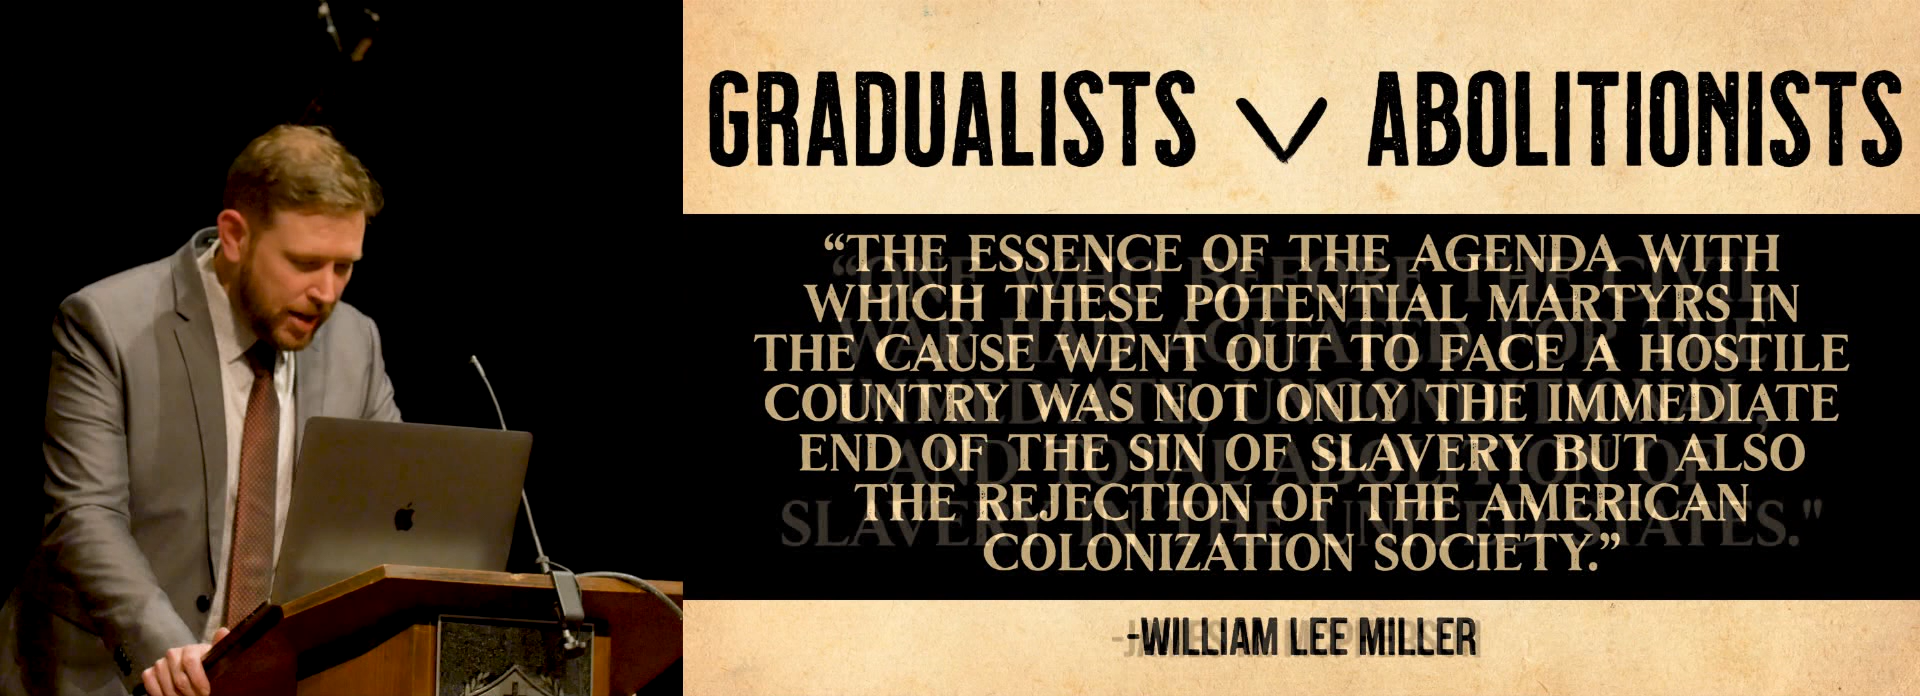 GRADUALISTS V ABOLITIONISTS
“THE ESSENCE OF THE AGENDA WITH
WHICH THESE POTENTIAL MARTYRS IN
THE CAUSE WENT OUT TO FACE A HOSTILE
COUNTRY WAS NOT ONLY THE IMMEDIATE
END OF THE SIN OF SLAVERY BUT ALSO
THE REJECTION OF THE AMERICAN
COLONIZATION SOCIETY.”
-WILLIAM LEE MILLER